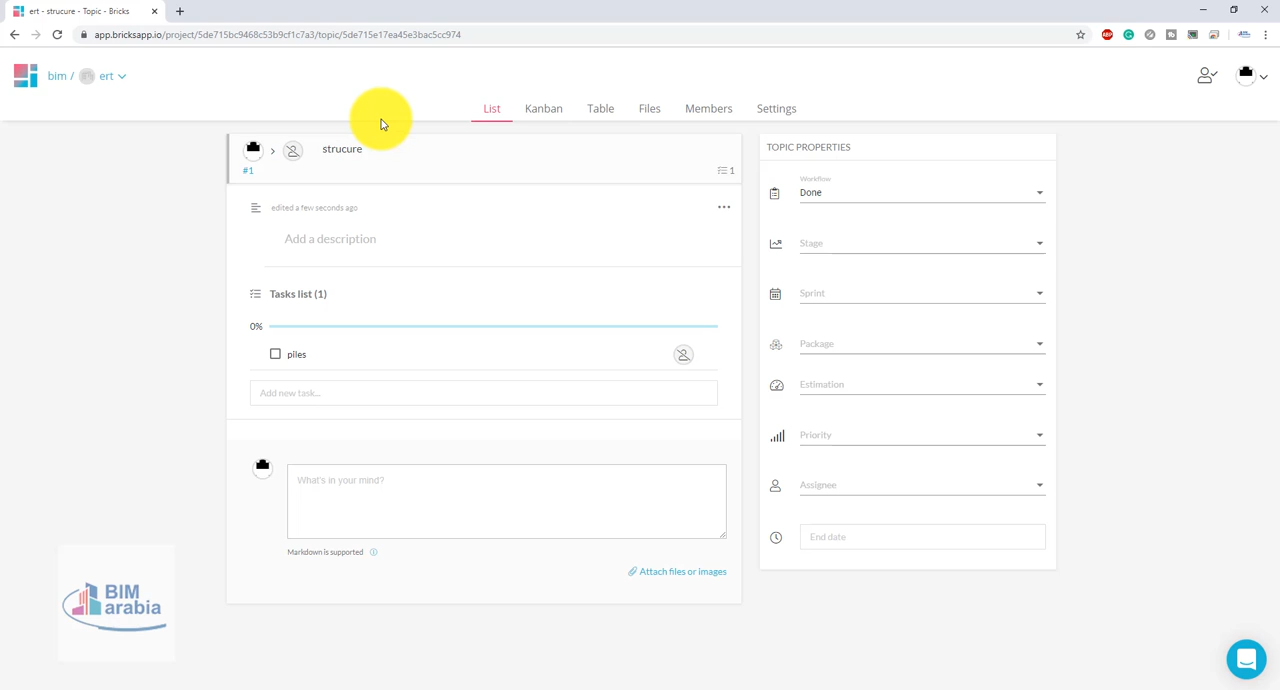 ert - strucure - Topic - Bricks
app.bricksapp.io/project/5de715bc9468c53b9cf1c7a3/topic/5de715e17ea45e3bac5cc974
bim / ert
List Kanban Table Files Members Settings
strucure
#1
1
edited a few seconds ago
Add a description
Tasks list (1)
0%
piles
Add new task...
What's in your mind?
Markdown is supported
Attach files or images
TOPIC PROPERTIES
Workflow
Done
Stage
Sprint
Package
Estimation
Priority
Assignee
End date
BIM
arabia
ABP